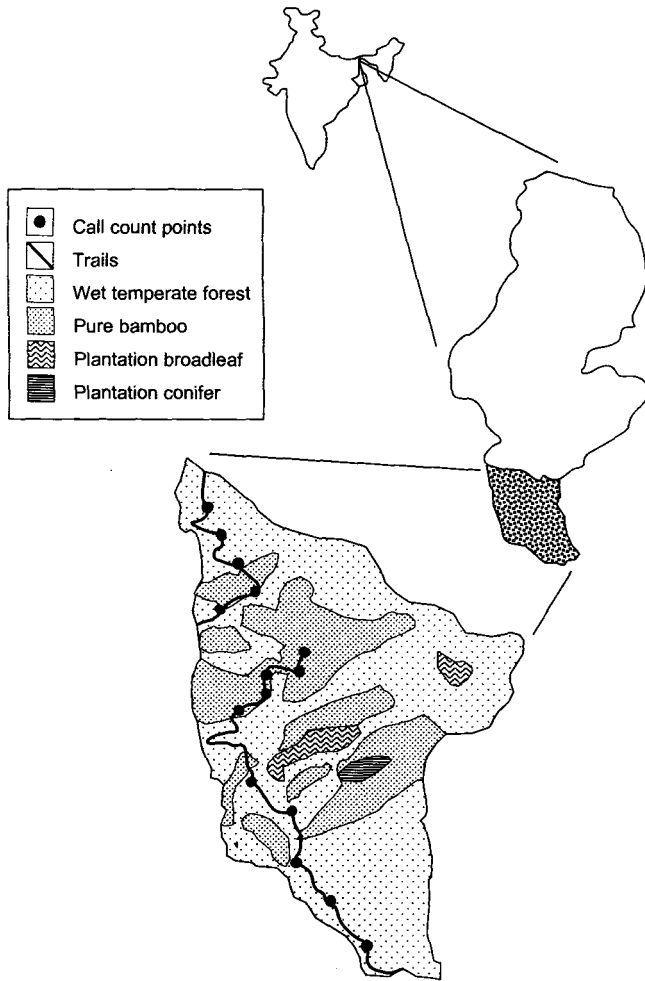 Call count points
Trails
Wet temperate forest
Pure bamboo
Plantation broadleaf
Plantation conifer